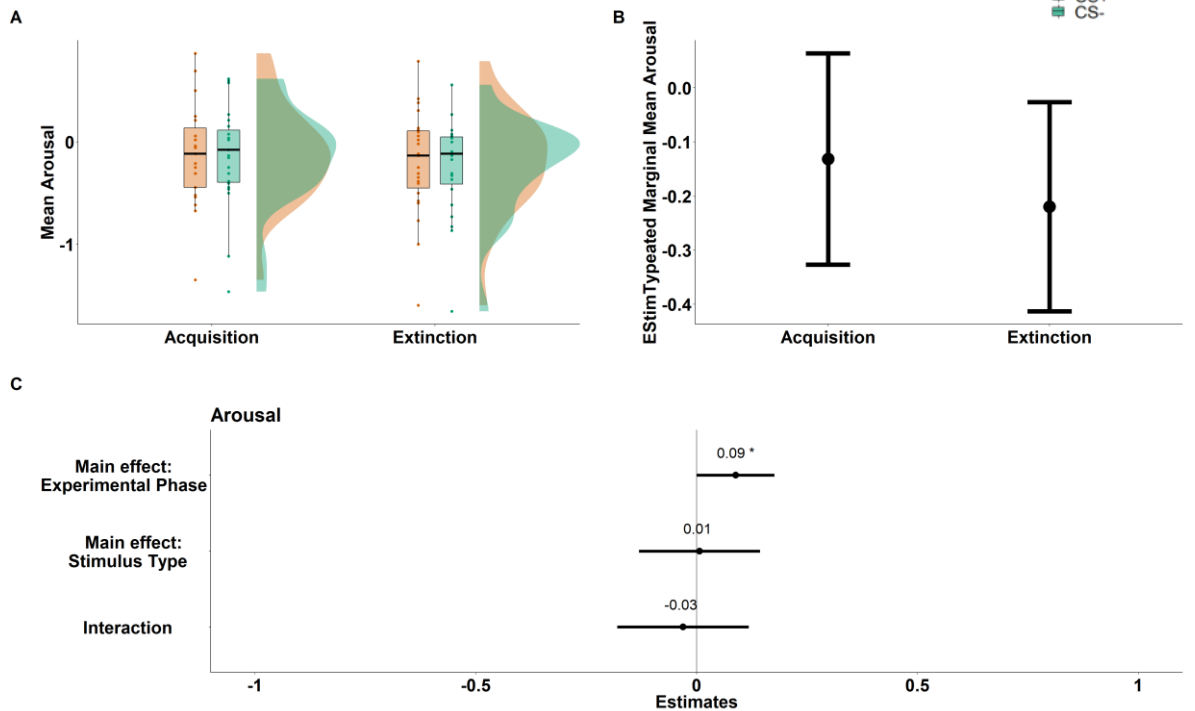 A
B
CS-
Mean Arousal
0
-1
Acquisition
Extinction
EStimTypeated Marginal Mean Arousal
0.0
-0.1
-0.2
-0.3
-0.4
Acquisition
Extinction
C
Arousal
Main effect:
Experimental Phase
0.09 *
Main effect:
Stimulus Type
0.01
Interaction
-0.03
-1
-0.5
0
0.5
1
Estimates